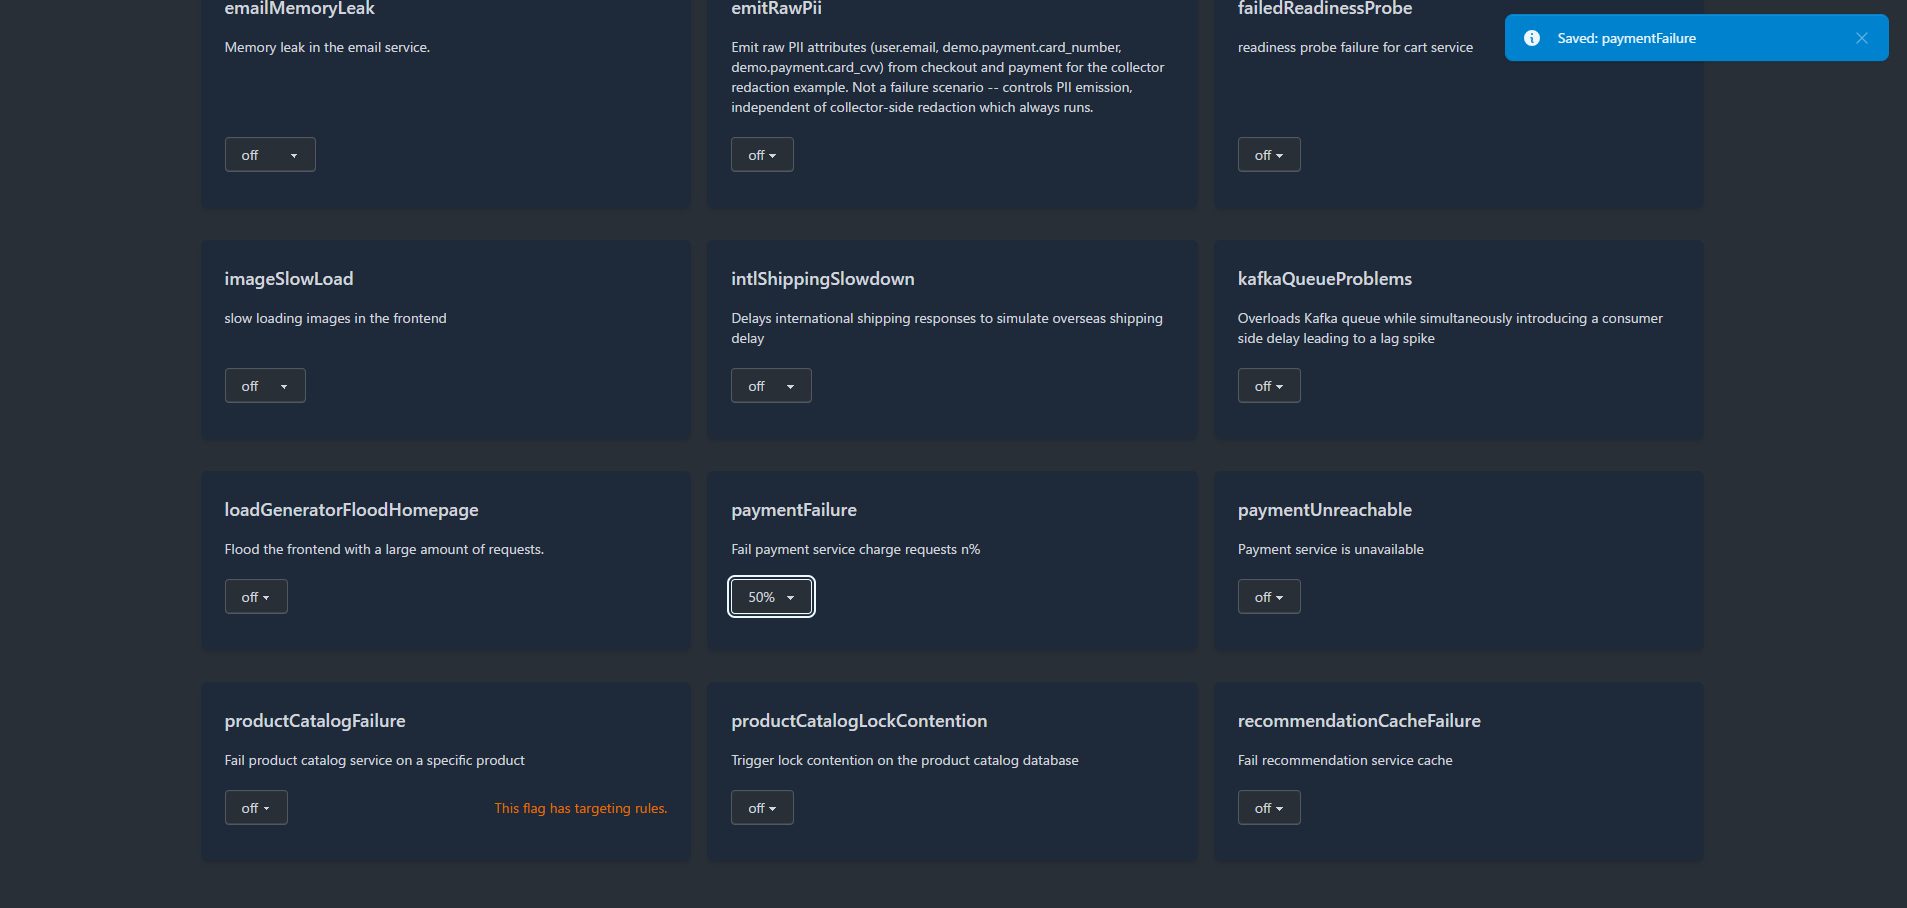 emailMemoryLeak
Memory leak in the email service.
off
emitRawPii
Emit raw PII attributes (user.email, demo.payment.card_number,
demo.payment.card_cvv) from checkout and payment for the collector
redaction example. Not a failure scenario -- controls PII emission,
independent of collector-side redaction which always runs.
off
failedReadinessProbe
readiness probe failure for cart service
off
Saved: paymentFailure
imageSlowLoad
slow loading images in the frontend
off
intlShippingSlowdown
Delays international shipping responses to simulate overseas shipping
delay
off
kafkaQueueProblems
Overloads Kafka queue while simultaneously introducing a consumer
side delay leading to a lag spike
off
loadGeneratorFloodHomepage
Flood the frontend with a large amount of requests.
off
paymentFailure
Fail payment service charge requests n%
50%
paymentUnreachable
Payment service is unavailable
off
productCatalogFailure
Fail product catalog service on a specific product
off
This flag has targeting rules.
productCatalogLockContention
Trigger lock contention on the product catalog database
off
recommendationCacheFailure
Fail recommendation service cache
off